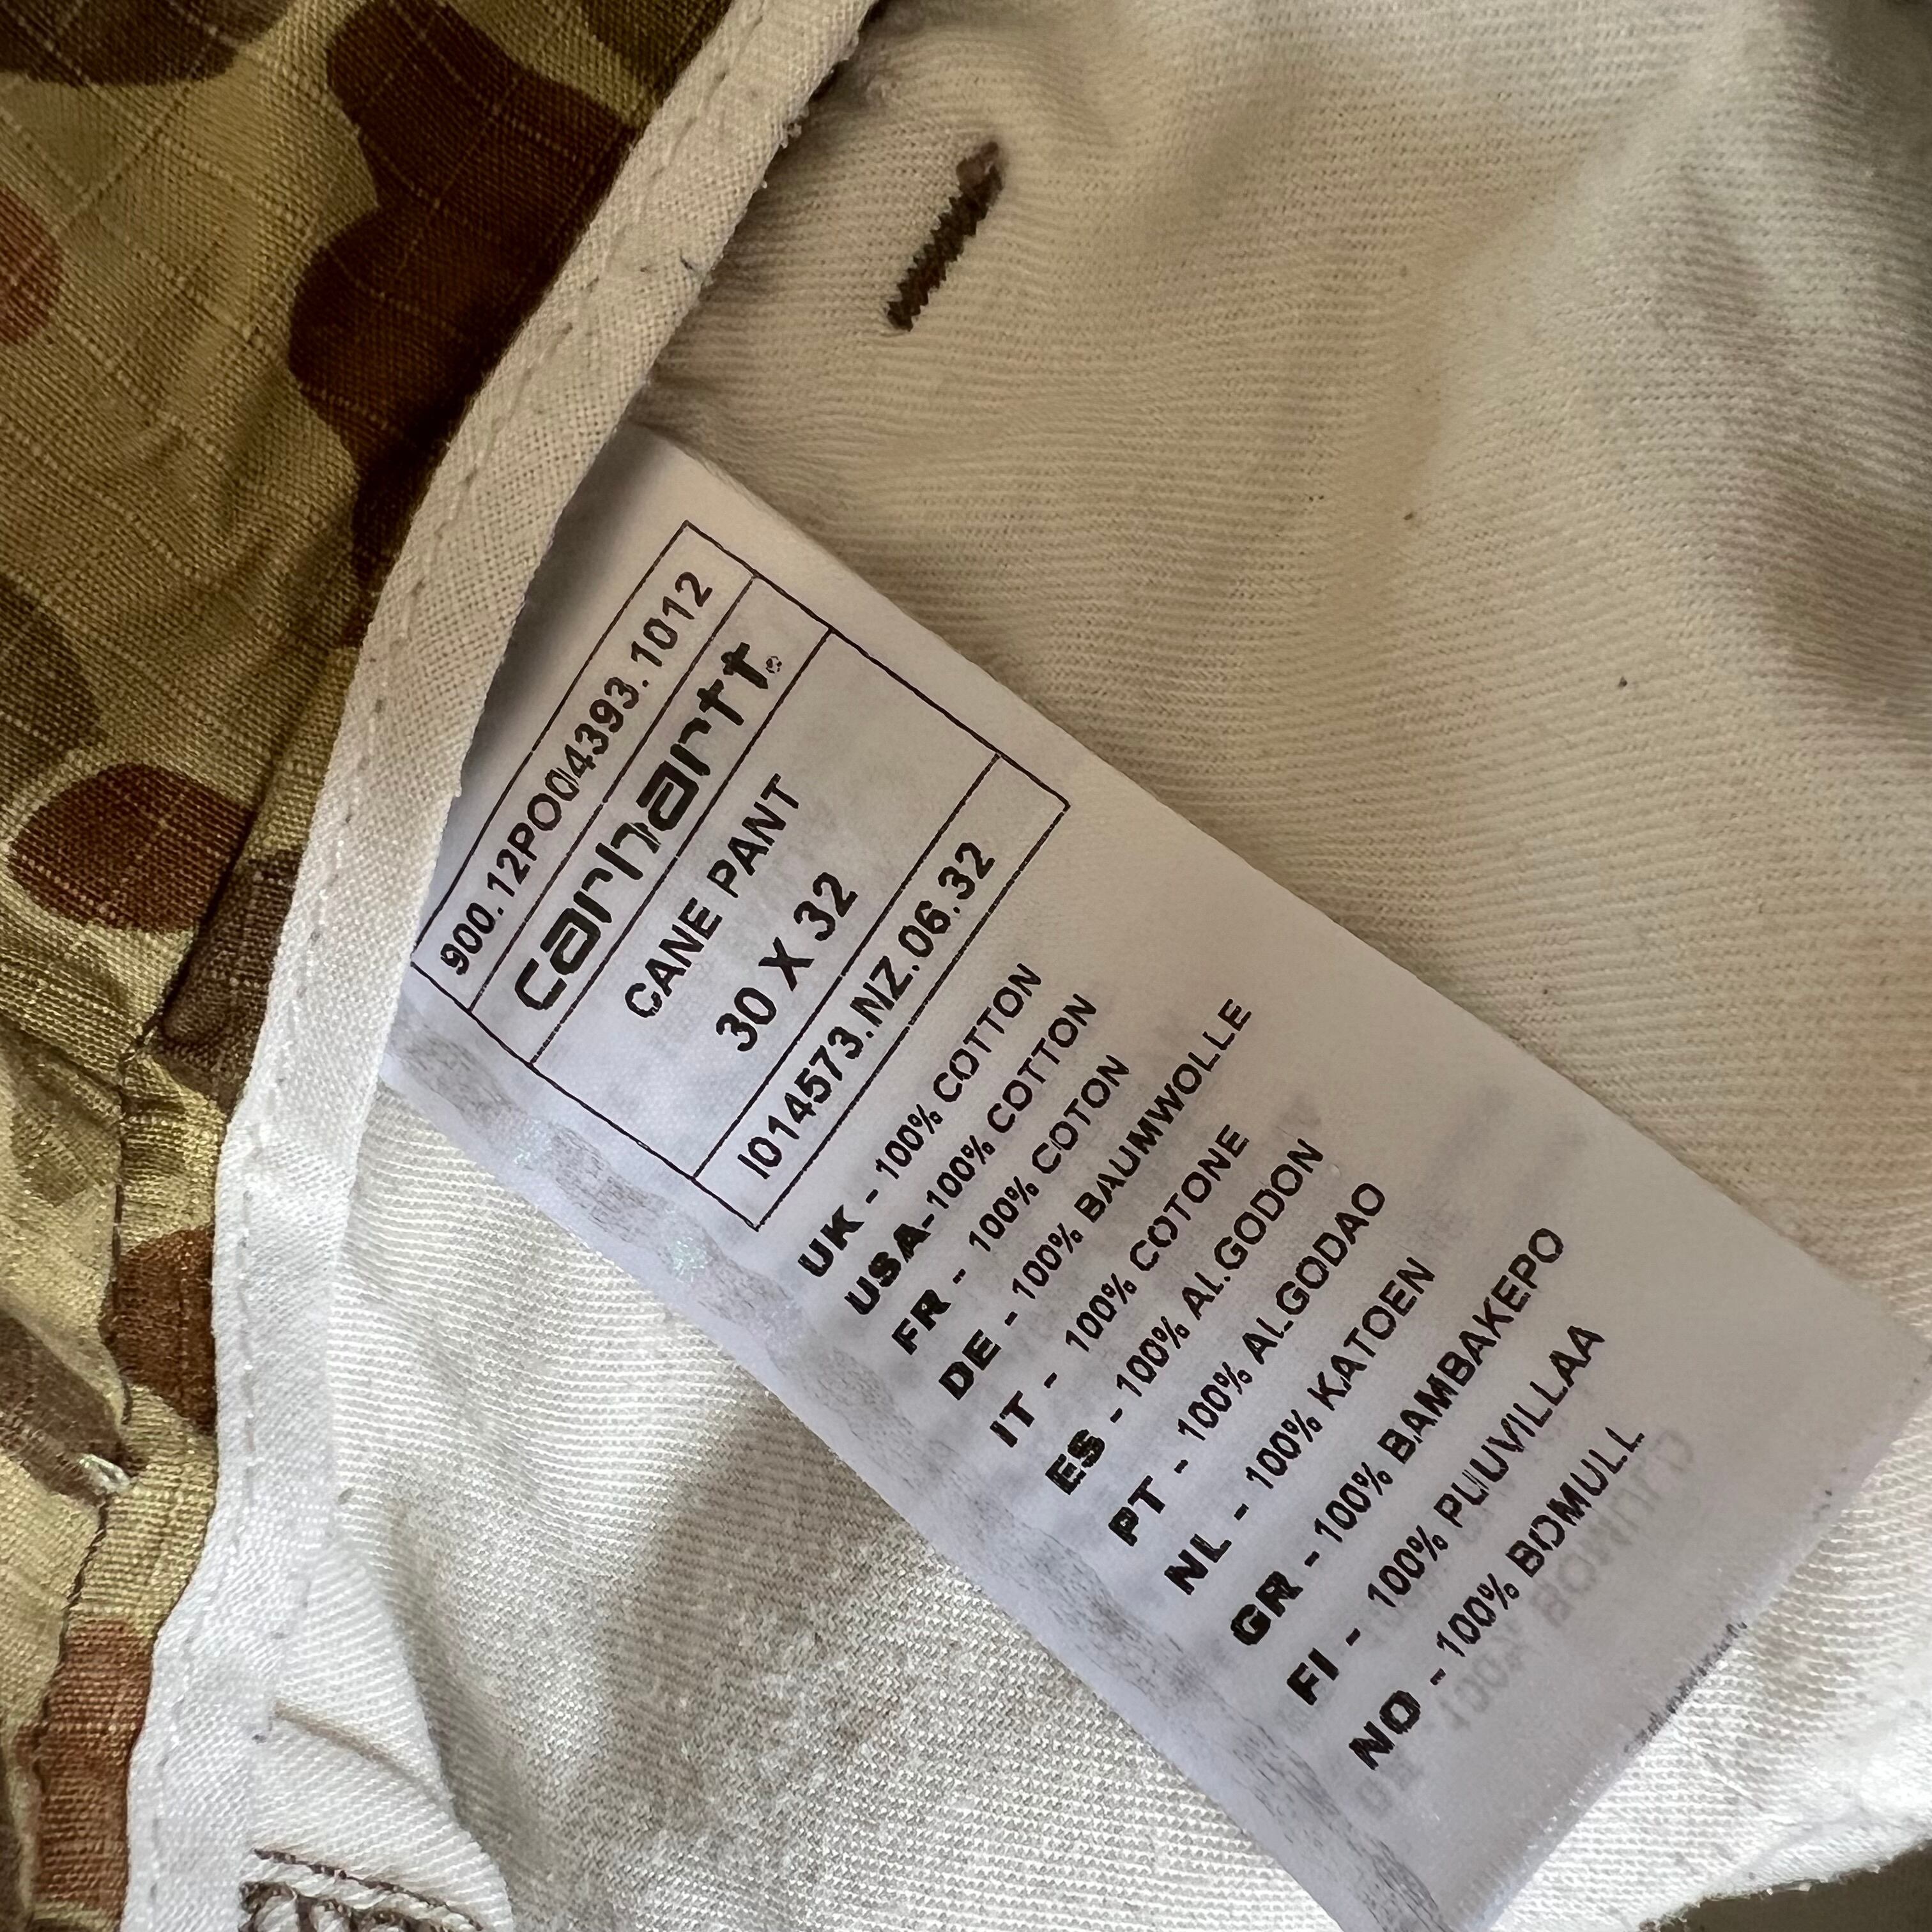 900.12PO004393.1012
carhartt®
CANE PANT
30 X 32
I014573.NZ.06.32
UK - 100% COTTON
USA-100% COTTON
FR - 100% COTON
DE - 100% BAUMWOLLE
IT - 100% COTONE
ES - 100% ALGODON
PT - 100% ALGODAO
NL - 100% KATOEN
GR - 100% BAMBAKEPO
FI - 100% PUUVILLAA
NO - 100% BOMULL